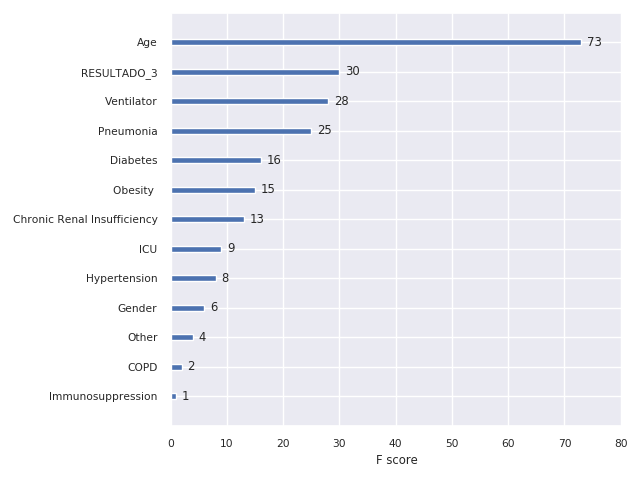 Age 73
RESULTADO_3 30
Ventilator 28
Pneumonia 25
Diabetes 16
Obesity 15
Chronic Renal Insufficiency 13
ICU 9
Hypertension 8
Gender 6
Other 4
COPD 2
Immunosuppression 1
0 10 20 30 40 50 60 70 80
F score